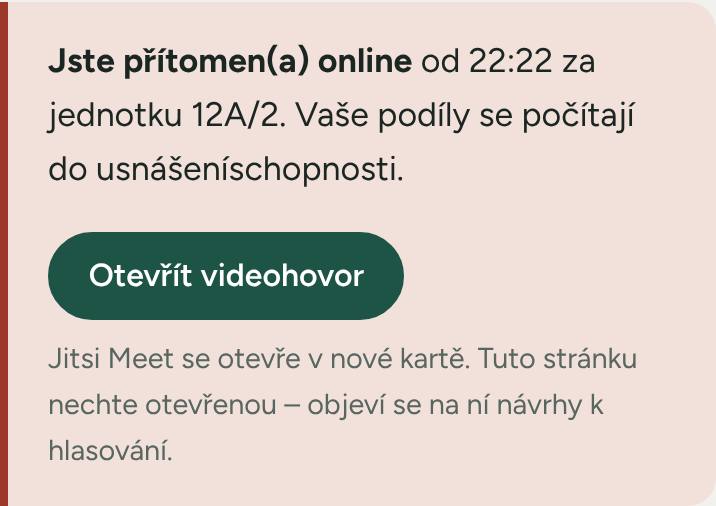 Jste přítomen(a) online od 22:22 za
jednotku 12A/2. Vaše podíly se počítají
do usnášeníschopnosti.
Otevřít videohovor
Jitsi Meet se otevře v nové kartě. Tuto stránku
nechte otevřenou – objeví se na ní návrhy k
hlasování.